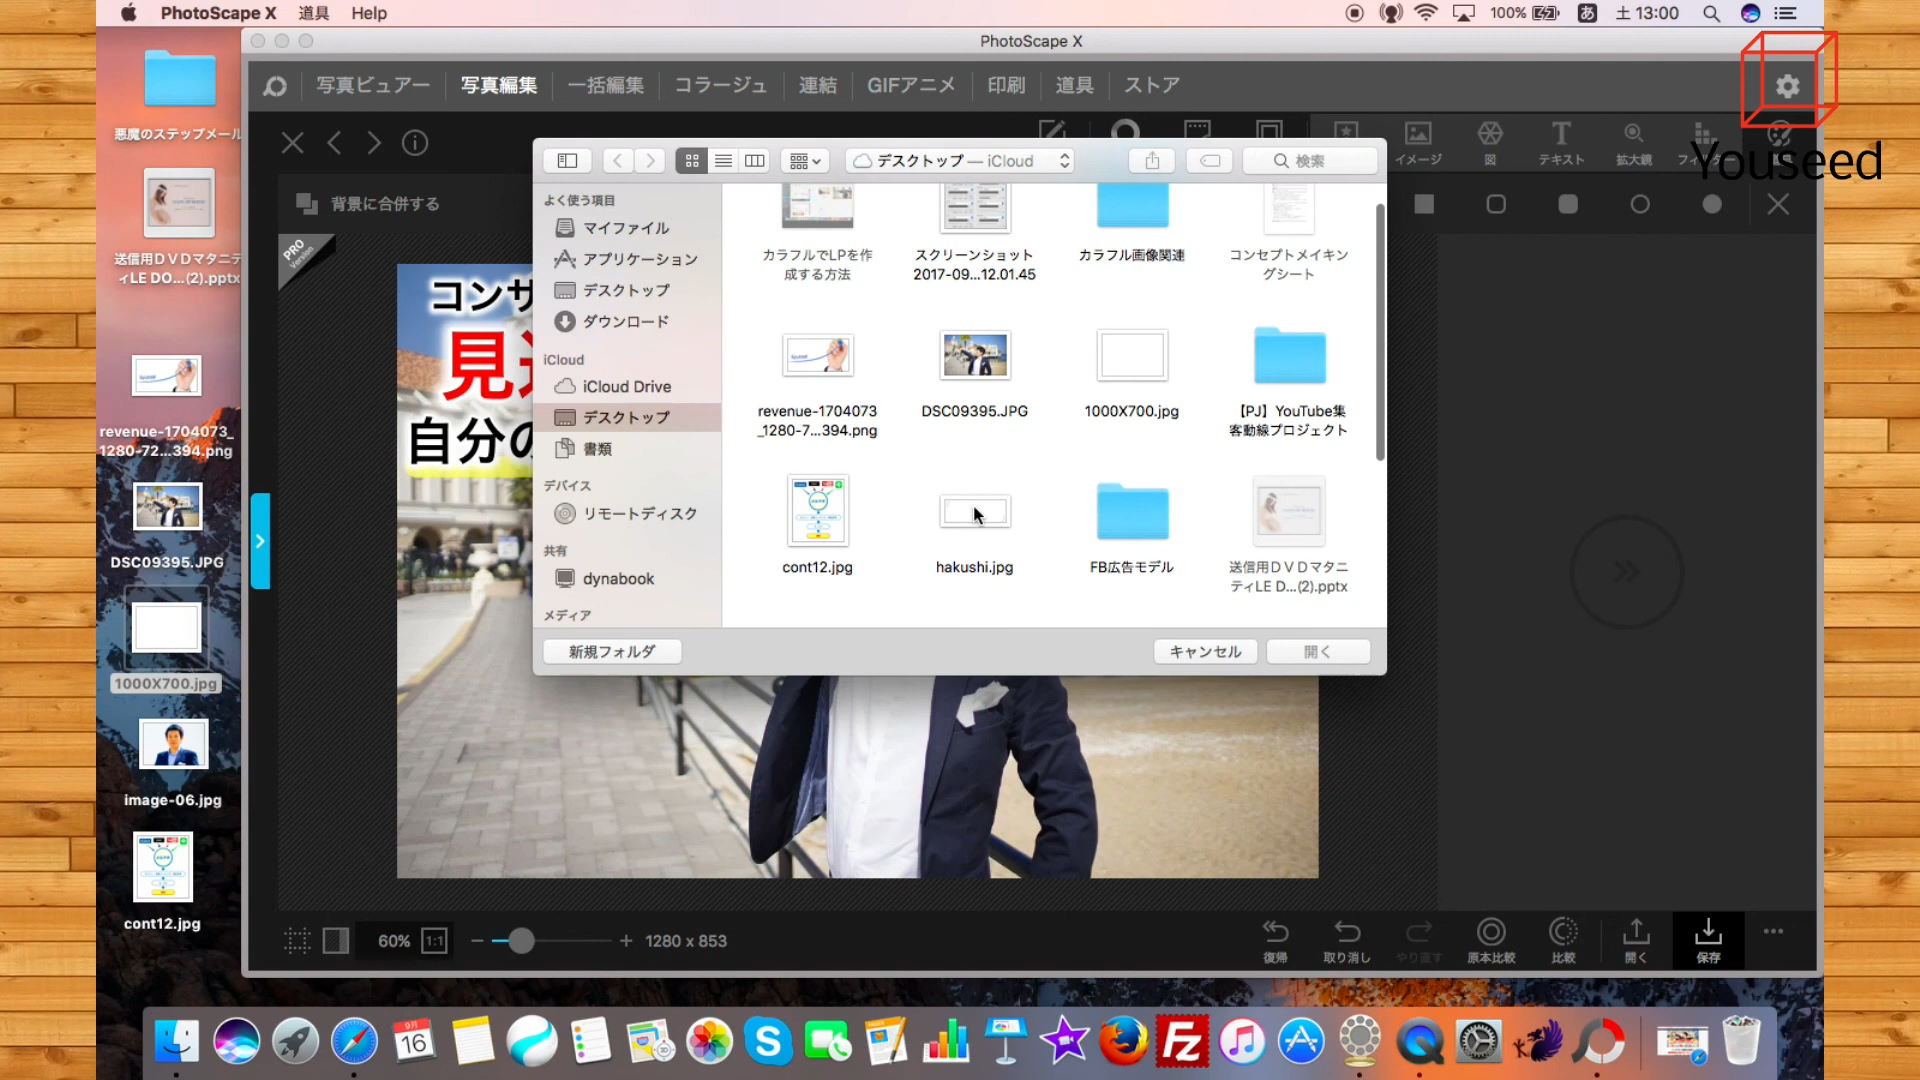 PhotoScape X 道具 Help
100% あ 土 13:00
PhotoScape X
写真ビュアー 写真編集 一括編集 コラージュ 連結 GIFアニメ 印刷 道具 ストア
イメージ 図 テキスト 拡大鏡
Youseed
背景に合併する
PRO
Version
悪魔のステップメール
送信用ＤＶＤマタニテ
ィLE DO...(2).pptx
revenue-1704073_
1280-72...394.png
DSC09395.JPG
1000X700.jpg
image-06.jpg
cont12.jpg
コンサ
自分の
デスクトップ — iCloud
検索
よく使う項目
マイファイル
アプリケーション
デスクトップ
ダウンロード
iCloud
iCloud Drive
デスクトップ
書類
デバイス
リモートディスク
共有
dynabook
メディア
カラフルでLPを作
成する方法
スクリーンショット
2017-09...12.01.45
カラフル画像関連
コンセプトメイキン
グシート
revenue-1704073
_1280-7...394.png
DSC09395.JPG
1000X700.jpg
【PJ】YouTube集
客動線プロジェクト
cont12.jpg
hakushi.jpg
FB広告モデル
送信用ＤＶＤマタニ
ティLE D...(2).pptx
新規フォルダ キャンセル 開く
60% 1:1 1280 x 853
復帰 取り消し やり直す 原本比較 比較 開く 保存
9月
16